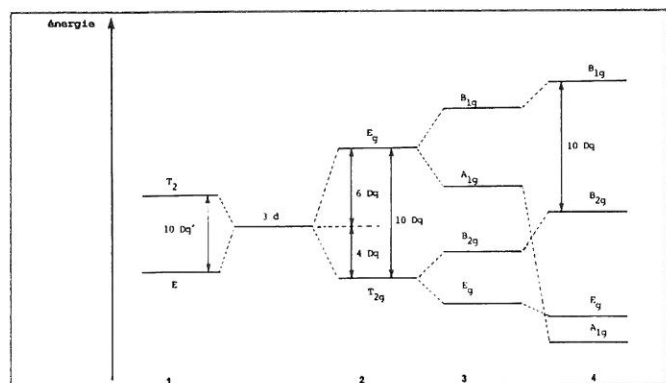 énergie
B1g
B1g
Eg
10 Dq
A1g
T2
6 Dq
10 Dq
B2g
10 Dq'
3 d
B2g
4 Dq
E
T2g
Eg
Eg
A1g
1
2
3
4